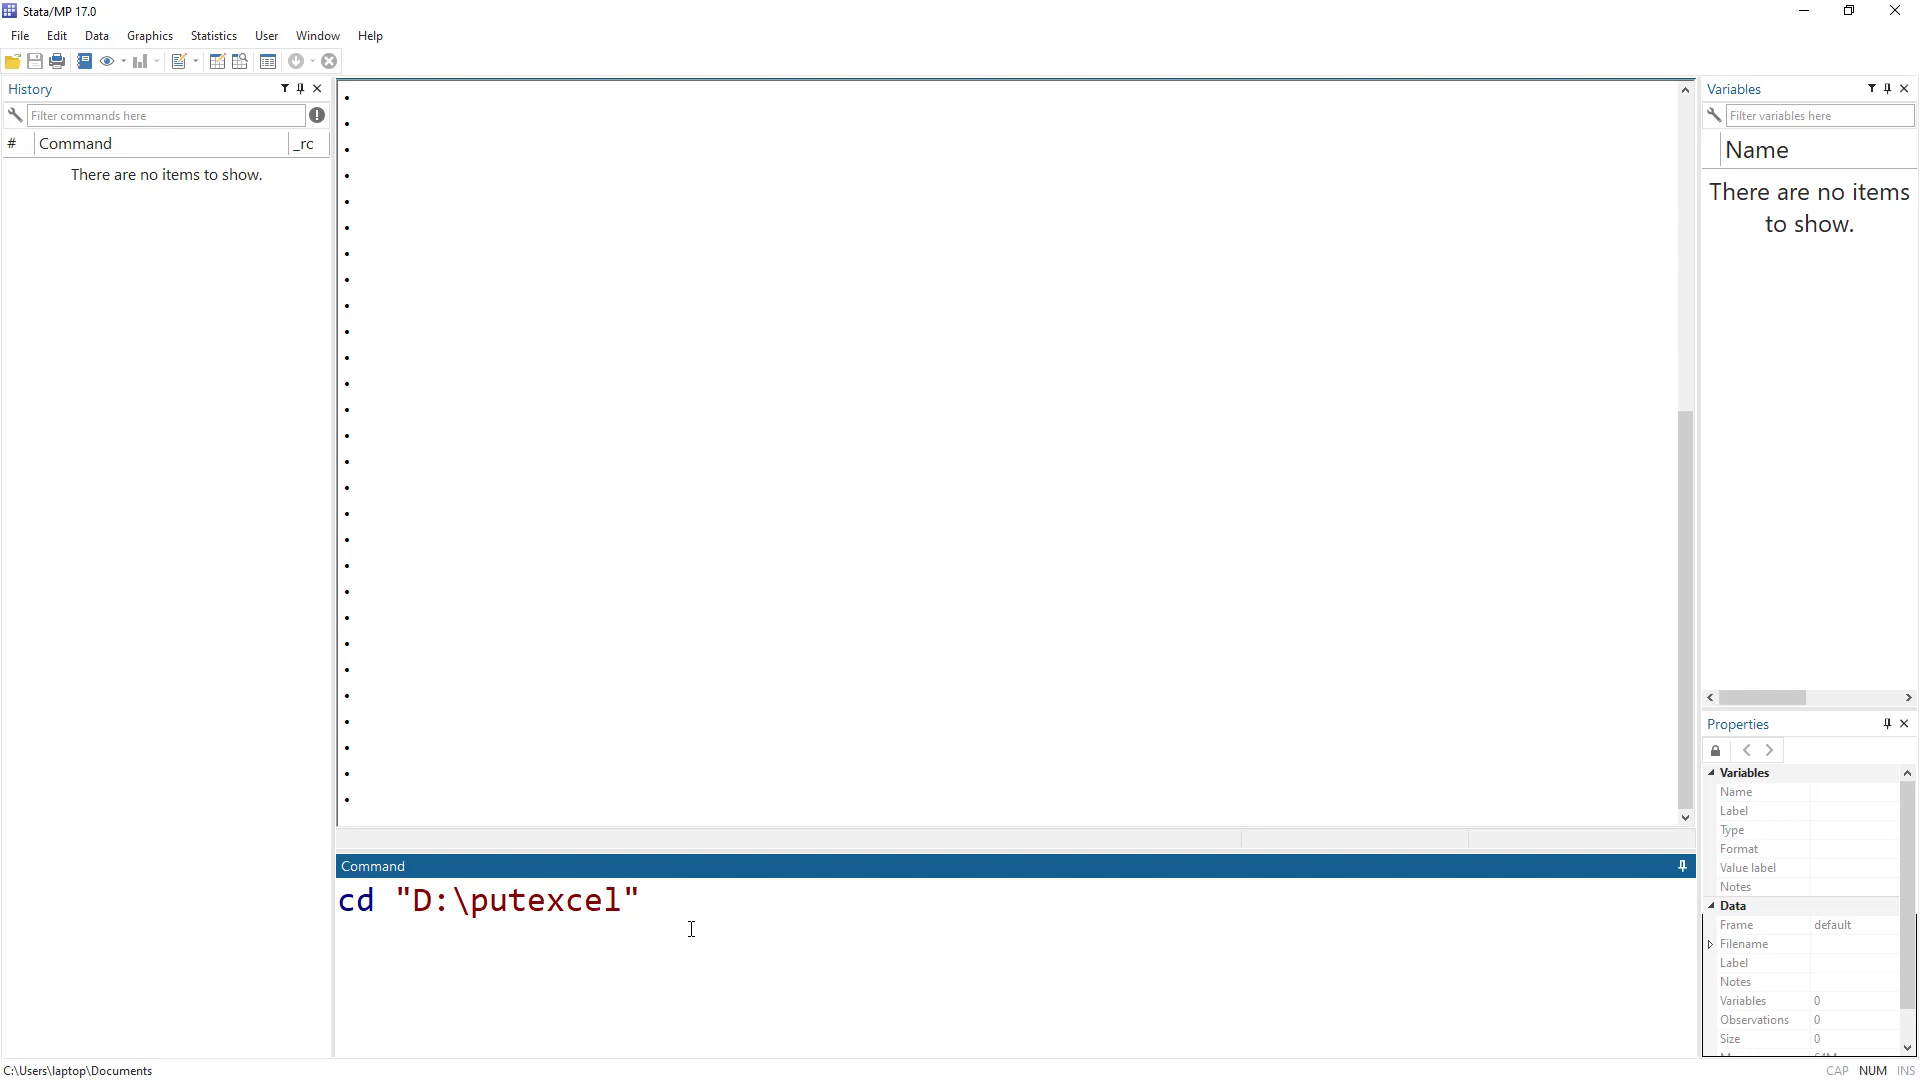 Stata/MP 17.0
File Edit Data Graphics Statistics User Window Help
History
Filter commands here
# Command _rc
There are no items to show.
Command
cd "D:\putexcel"
Variables
Filter variables here
Name
There are no items
to show.
Properties
Variables
Name
Label
Type
Format
Value label
Notes
Data
Frame default
Filename
Label
Notes
Variables 0
Observations 0
Size 0
C:\Users\laptop\Documents
CAP NUM INS